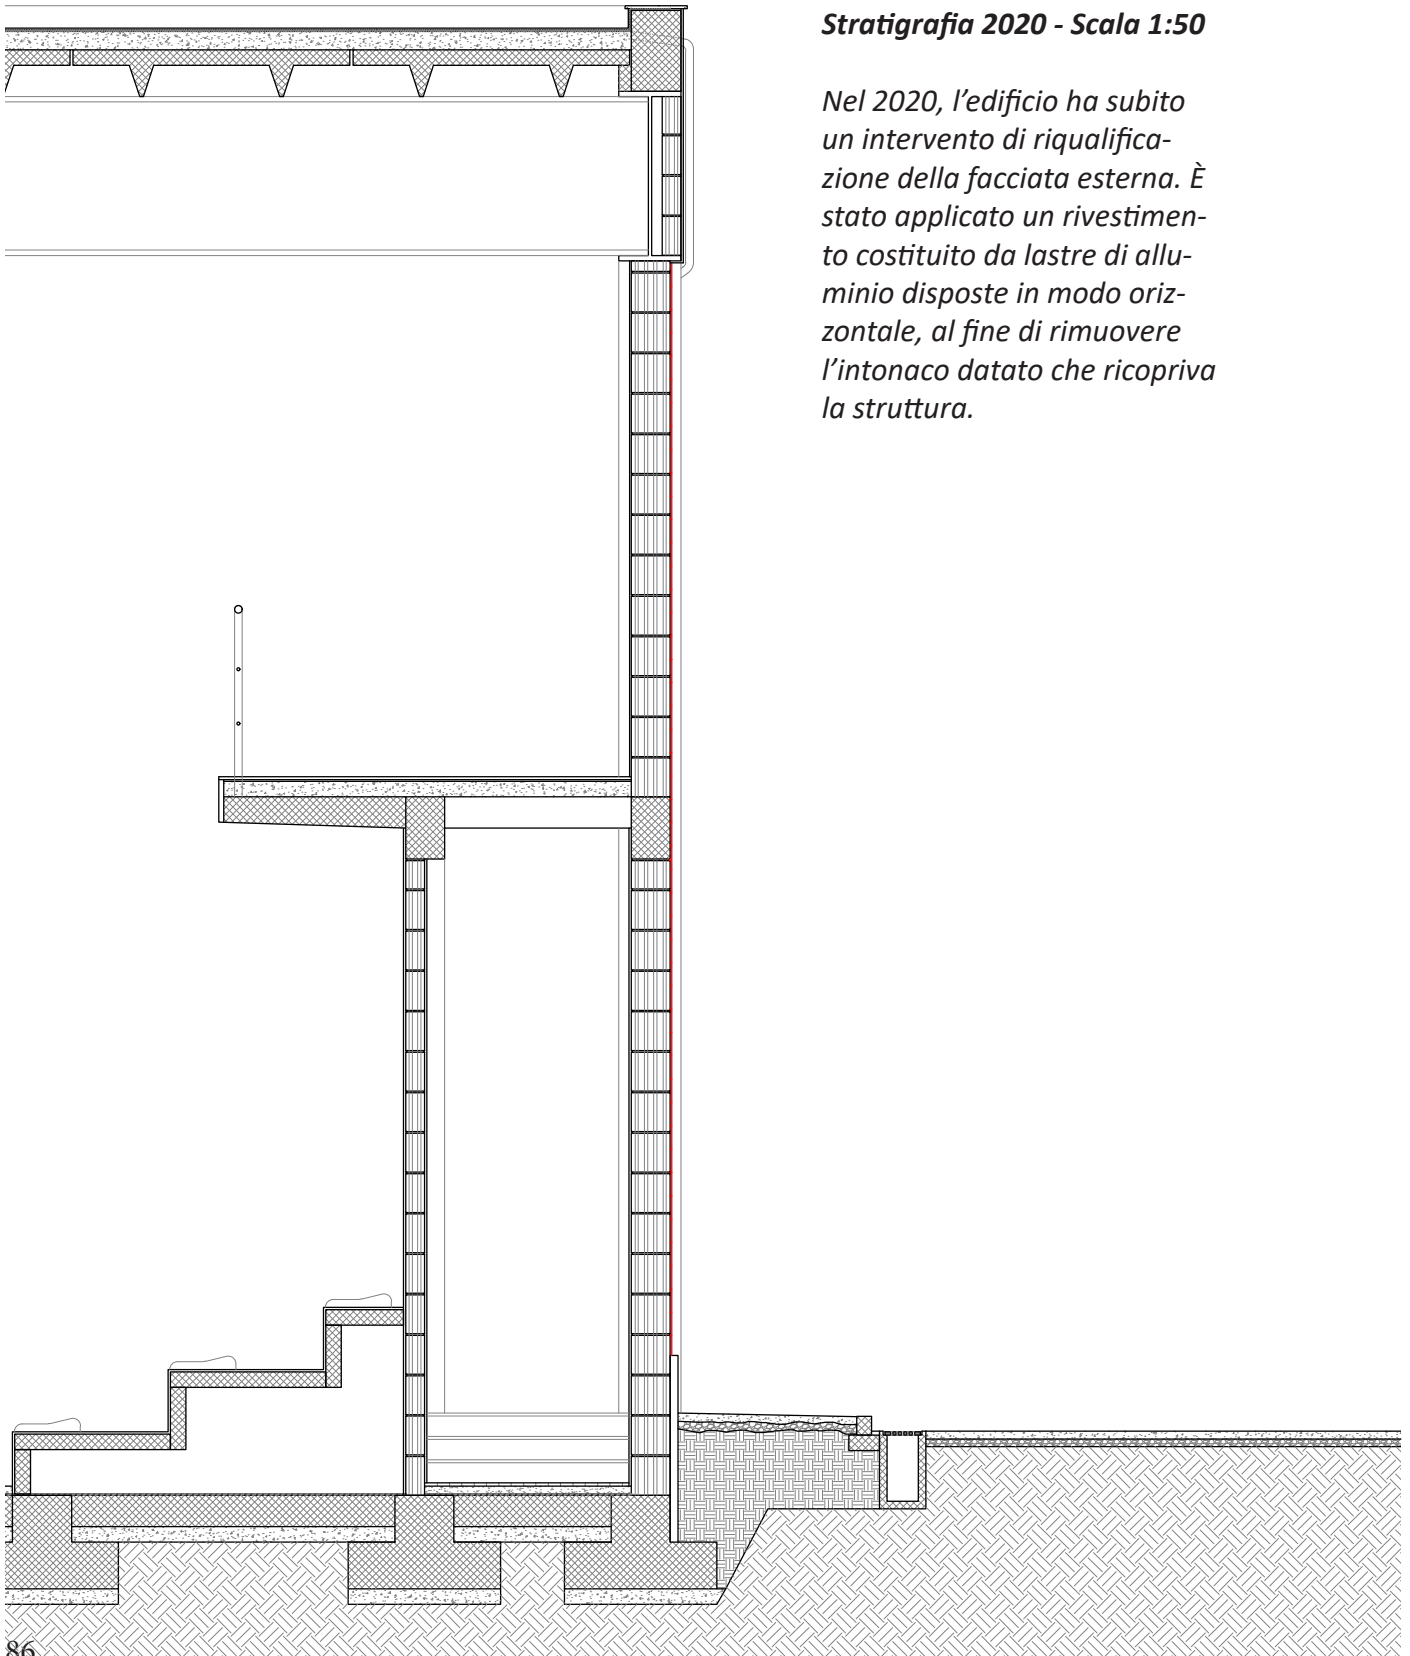 Stratigrafia 2020 - Scala 1:50
Nel 2020, l’edificio ha subito
un intervento di riqualifica-
zione della facciata esterna. È
stato applicato un rivestimen-
to costituito da lastre di allu-
minio disposte in modo oriz-
zontale, al fine di rimuovere
l’intonaco datato che ricopriva
la struttura.
86